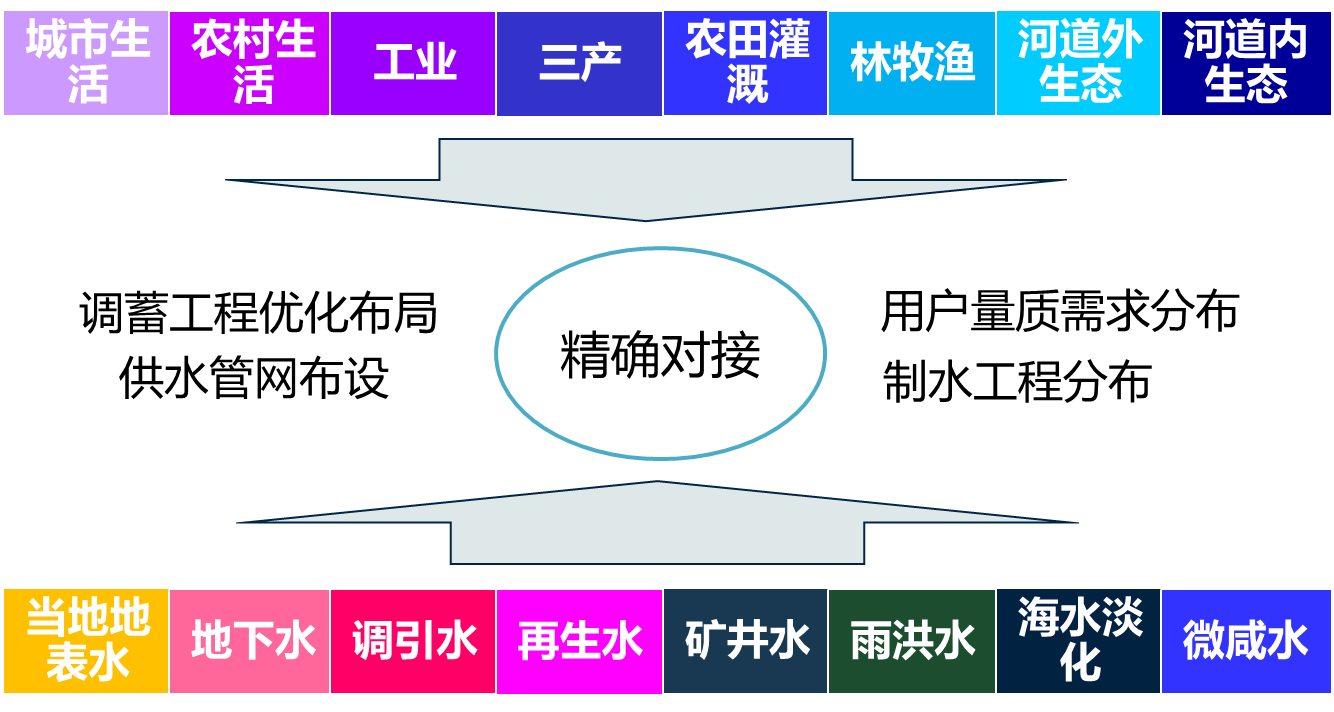 城市生
活
农村生
活
工业
三产
农田灌
溉
林牧渔
河道外
生态
河道内
生态
调蓄工程优化布局
供水管网布设
精确对接
用户量质需求分布
制水工程分布
当地地
表水
地下水
调引水
再生水
矿井水
雨洪水
海水淡
化
微咸水